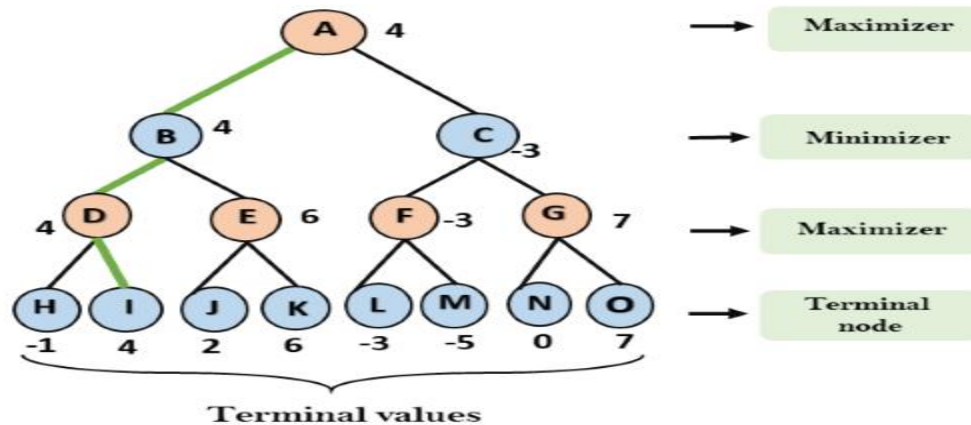 A 4 Maximizer
B 4 C -3 Minimizer
4 D E 6 F -3 G 7 Maximizer
H I J K L M N O Terminal
node
-1 4 2 6 -3 -5 0 7
Terminal values